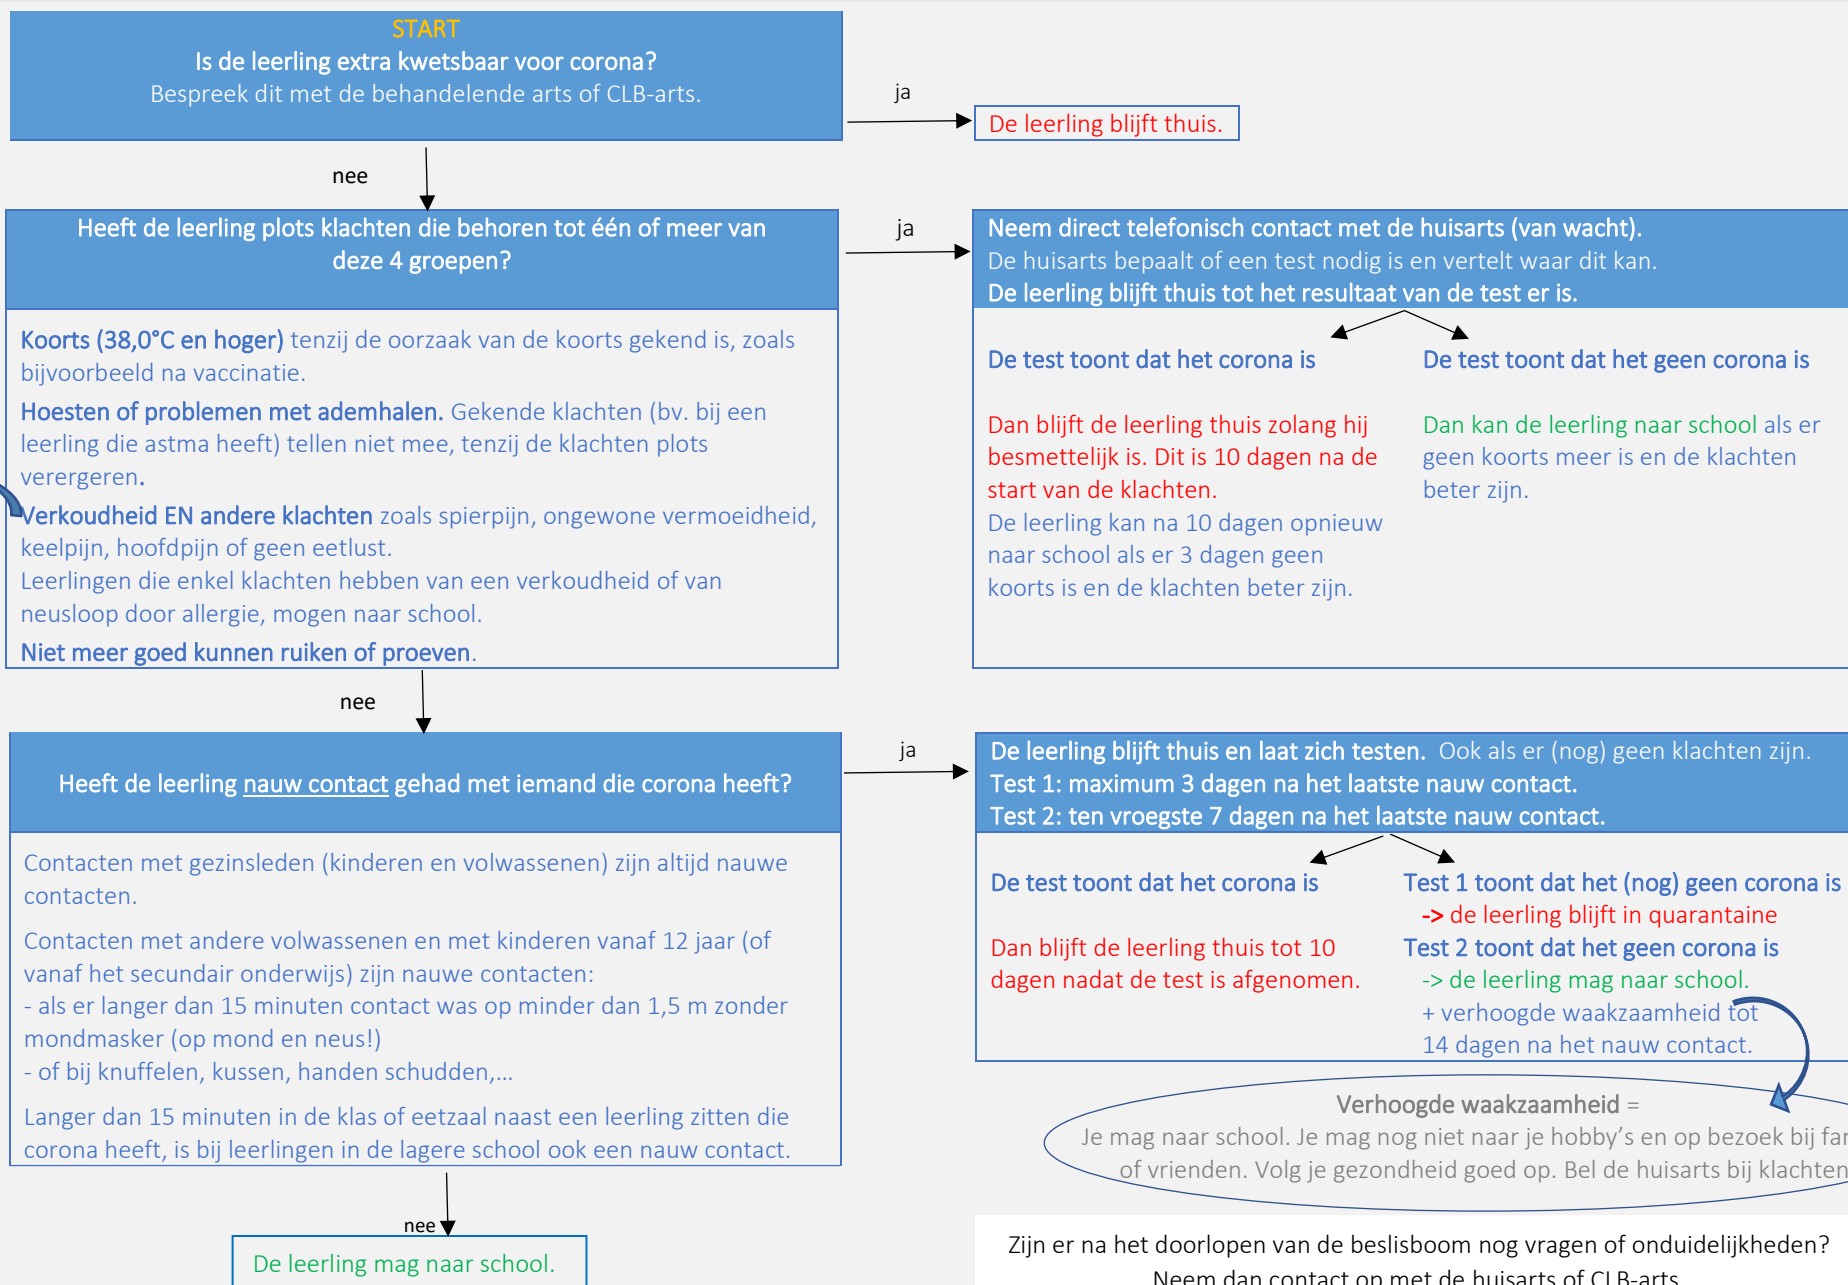 START
Is de leerling extra kwetsbaar voor corona?
Bespreek dit met de behandelende arts of CLB-arts.
ja
De leerling blijft thuis.
nee
Heeft de leerling plots klachten die behoren tot één of meer van
deze 4 groepen?
Koorts (38,0°C en hoger) tenzij de oorzaak van de koorts gekend is, zoals
bijvoorbeeld na vaccinatie.
Hoesten of problemen met ademhalen. Gekende klachten (bv. bij een
leerling die astma heeft) tellen niet mee, tenzij de klachten plots
verergeren.
Verkoudheid EN andere klachten zoals spierpijn, ongewone vermoeidheid,
keelpijn, hoofdpijn of geen eetlust.
Leerlingen die enkel klachten hebben van een verkoudheid of van
neusloop door allergie, mogen naar school.
Niet meer goed kunnen ruiken of proeven.
ja
Neem direct telefonisch contact met de huisarts (van wacht).
De huisarts bepaalt of een test nodig is en vertelt waar dit kan.
De leerling blijft thuis tot het resultaat van de test er is.
De test toont dat het corona is
Dan blijft de leerling thuis zolang hij
besmettelijk is. Dit is 10 dagen na de
start van de klachten.
De leerling kan na 10 dagen opnieuw
naar school als er 3 dagen geen
koorts is en de klachten beter zijn.
De test toont dat het geen corona is
Dan kan de leerling naar school als er
geen koorts meer is en de klachten
beter zijn.
nee
Heeft de leerling nauw contact gehad met iemand die corona heeft?
Contacten met gezinsleden (kinderen en volwassenen) zijn altijd nauwe
contacten.
Contacten met andere volwassenen en met kinderen vanaf 12 jaar (of
vanaf het secundair onderwijs) zijn nauwe contacten:
- als er langer dan 15 minuten contact was op minder dan 1,5 m zonder
mondmasker (op mond en neus!)
- of bij knuffelen, kussen, handen schudden,...
Langer dan 15 minuten in de klas of eetzaal naast een leerling zitten die
corona heeft, is bij leerlingen in de lagere school ook een nauw contact.
ja
De leerling blijft thuis en laat zich testen. Ook als er (nog) geen klachten zijn.
Test 1: maximum 3 dagen na het laatste nauw contact.
Test 2: ten vroegste 7 dagen na het laatste nauw contact.
De test toont dat het corona is
Dan blijft de leerling thuis tot 10
dagen nadat de test is afgenomen.
Test 1 toont dat het (nog) geen corona is
-> de leerling blijft in quarantaine
Test 2 toont dat het geen corona is
-> de leerling mag naar school.
+ verhoogde waakzaamheid tot
14 dagen na het nauw contact.
Verhoogde waakzaamheid =
Je mag naar school. Je mag nog niet naar je hobby's en op bezoek bij
of vrienden. Volg je gezondheid goed op. Bel de huisarts bij klachten
nee
De leerling mag naar school.
Zijn er na het doorlopen van de beslisboom nog vragen of onduidelijkheden?
Neem dan contact op met de huisarts of CLB-arts